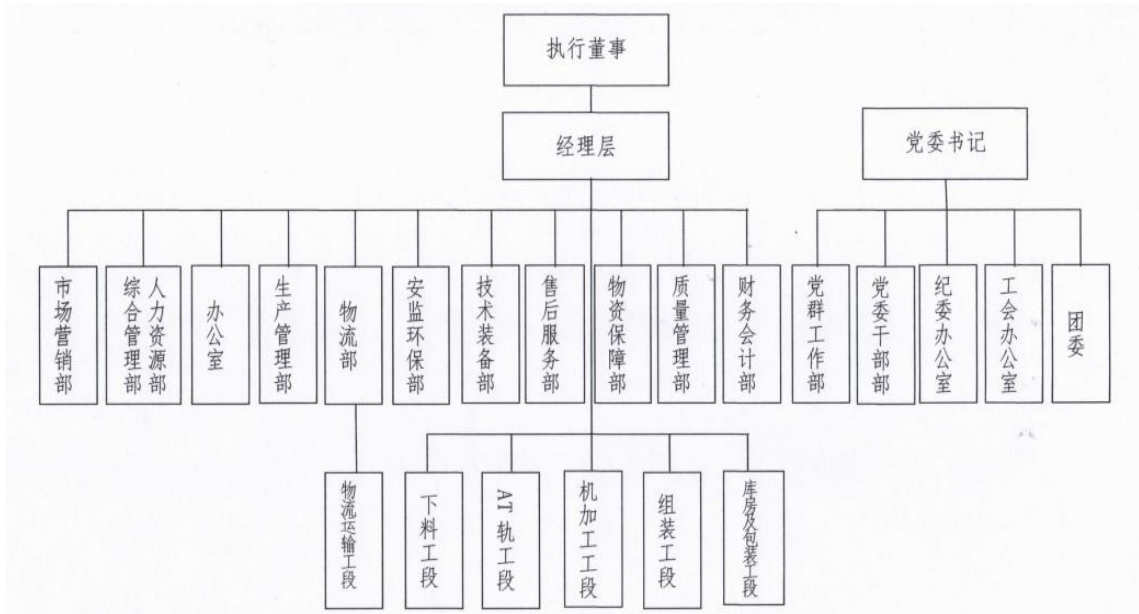 执行董事
经理层
党委书记
市场营销部
人力资源部
综合管理部
办公室
生产管理部
物流部
安监环保部
技术装备部
售后服务部
物资保障部
质量管理部
财务会计部
党群工作部
党委干部部
纪委办公室
工会办公室
团委
物流运输工段
下料工段
AT轨工段
机加工工段
组装工段
库房及包装工段